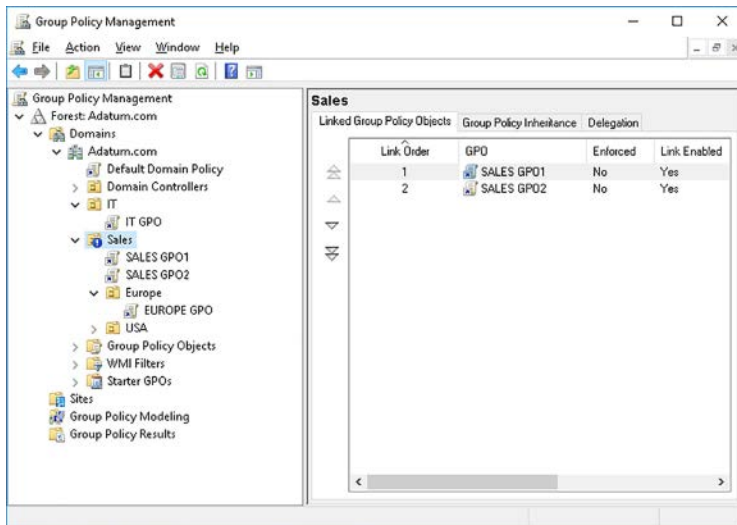 Group Policy Management
File Action View Window Help
Group Policy Management
Forest: Adatum.com
Domains
Adatum.com
Default Domain Policy
Domain Controllers
IT
IT GPO
Sales
SALES GPO1
SALES GPO2
Europe
EUROPE GPO
USA
Group Policy Objects
WMI Filters
Starter GPOs
Sites
Group Policy Modeling
Group Policy Results
Sales
Linked Group Policy Objects Group Policy Inheritance Delegation
Link Order GPO Enforced Link Enabled
1 SALES GPO1 No Yes
2 SALES GPO2 No Yes